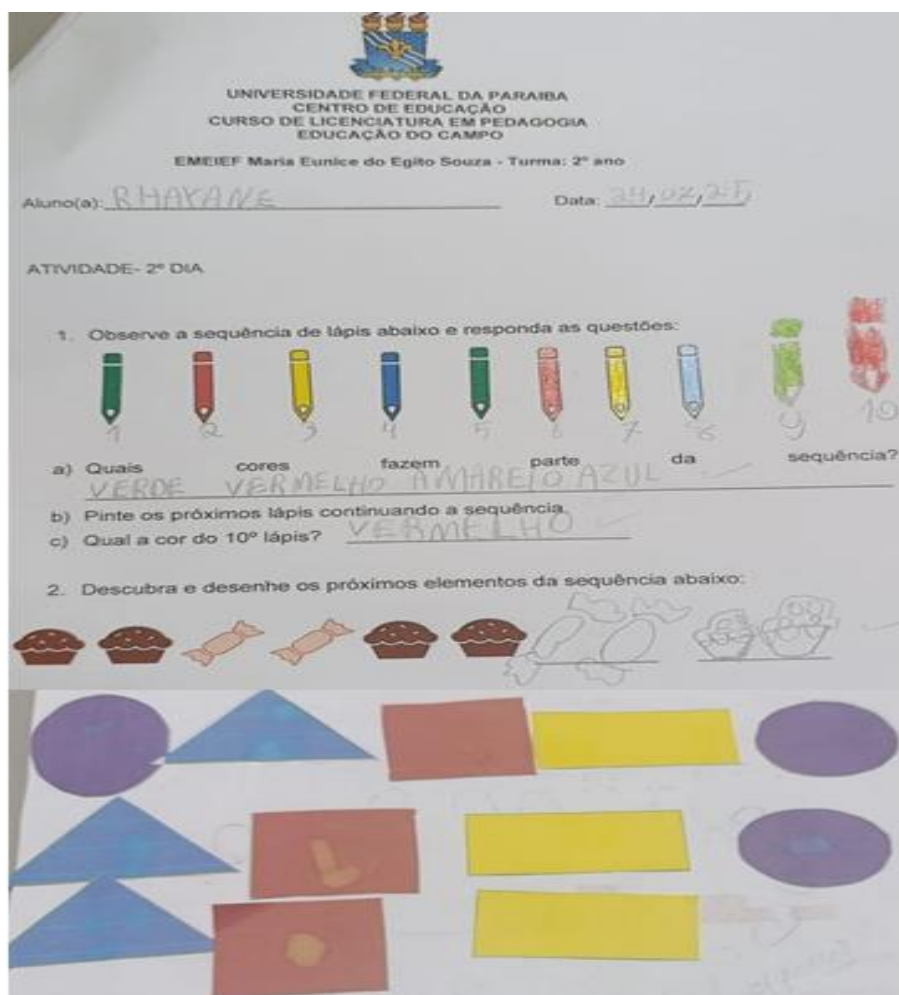 UNIVERSIDADE FEDERAL DA PARAIBA
CENTRO DE EDUCAÇÃO
CURSO DE LICENCIATURA EM PEDAGOGIA
EDUCAÇÃO DO CAMPO
EMEIEF Maria Eunice do Egito Souza - Turma: 2º ano
Aluno(a): RHAYANE Data: 24/02/25
ATIVIDADE- 2º DIA
1. Observe a sequência de lápis abaixo e responda as questões:
1 2 3 4 5 6 7 8 9 10
a) Quais cores fazem parte da sequência?
VERDE VERMELHO AMARELO AZUL
b) Pinte os próximos lápis continuando a sequência.
c) Qual a cor do 10º lápis? VERMELHO
2. Descubra e desenhe os próximos elementos da sequência abaixo: